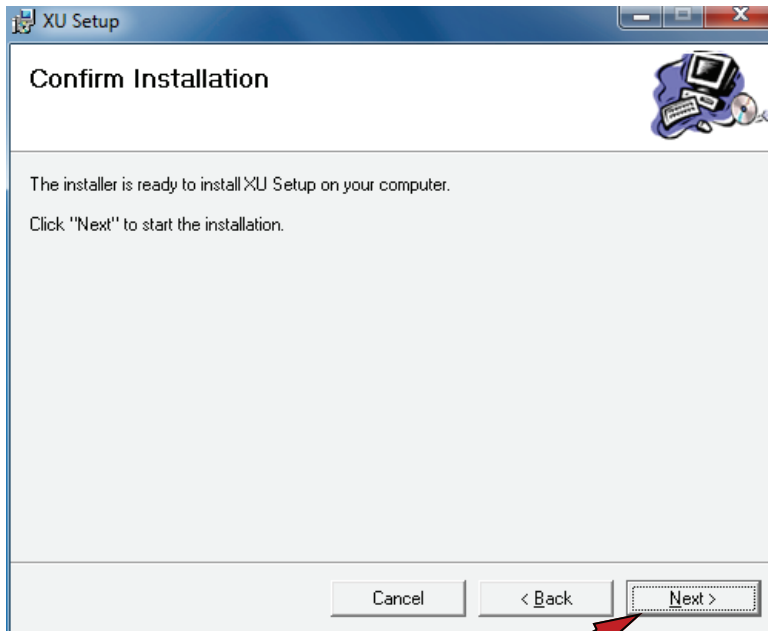 XU Setup
Confirm Installation
The installer is ready to install XU Setup on your computer.
Click "Next" to start the installation.
Cancel
< Back
Next >